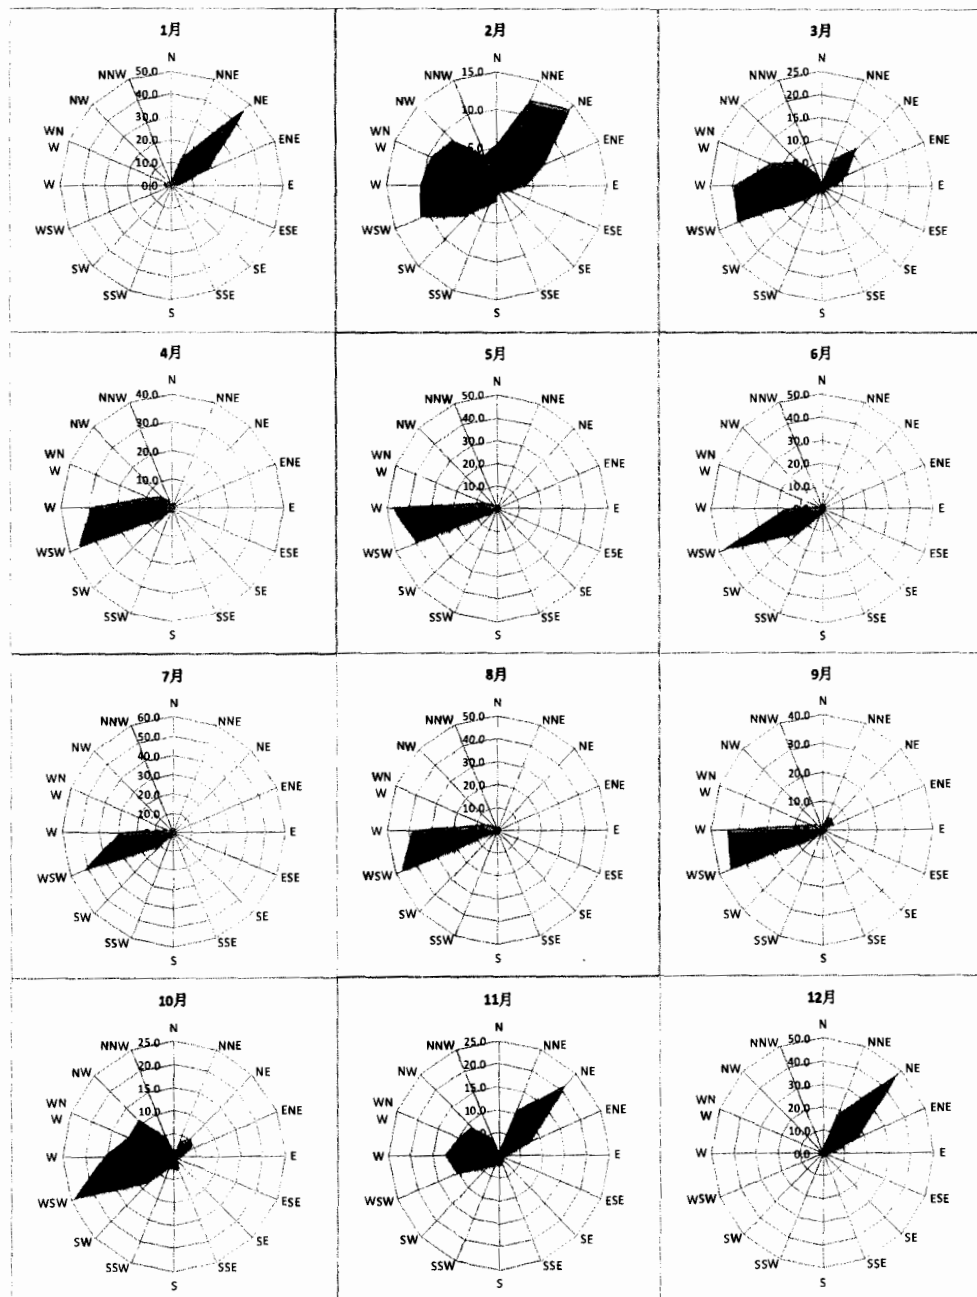 1月
N
NNW 50.0 NNE
NW 40.0 NE
30.0
WN
W 20.0 ENE
10.0
W 0.0 E
WSW ESE
SW SE
SSW SSE
S
2月
N
NNW 15.0 NNE
NW NE
10.0
WN
W ENE
W E
WSW ESE
SW SE
SSW SSE
S
3月
N
NNW 25.0 NNE
NW 20.0 NE
15.0
WN
W 10.0 ENE
W E
WSW ESE
SW SE
SSW SSE
S
4月
N
NNW 40.0 NNE
NW 30.0 NE
WN
W 20.0 ENE
10.0
W E
WSW ESE
SW SE
SSW SSE
S
5月
N
NNW 50.0 NNE
NW 40.0 NE
30.0
WN
W 20.0 ENE
10.0
W E
WSW ESE
SW SE
SSW SSE
S
6月
N
NNW 50.0 NNE
NW 40.0 NE
30.0
WN
W 20.0 ENE
10.0
W E
WSW ESE
SW SE
SSW SSE
S
7月
N
NNW 60.0 NNE
NW 50.0 NE
40.0
WN
W 30.0 ENE
20.0
10.0
W E
WSW ESE
SW SE
SSW SSE
S
8月
N
NNW 50.0 NNE
NW 40.0 NE
30.0
WN
W 20.0 ENE
10.0
W E
WSW ESE
SW SE
SSW SSE
S
9月
N
NNW 40.0 NNE
NW 30.0 NE
WN
W 20.0 ENE
10.0
W E
WSW ESE
SW SE
SSW SSE
S
10月
N
NNW 25.0 NNE
NW 20.0 NE
15.0
WN
W 10.0 ENE
W E
WSW ESE
SW SE
SSW SSE
S
11月
N
NNW 25.0 NNE
NW 20.0 NE
15.0
WN
W 10.0 ENE
W E
WSW ESE
SW SE
SSW SSE
S
12月
N
NNW 50.0 NNE
NW 40.0 NE
30.0
WN
W 20.0 ENE
10.0
W 0.0 E
WSW ESE
SW SE
SSW SSE
S